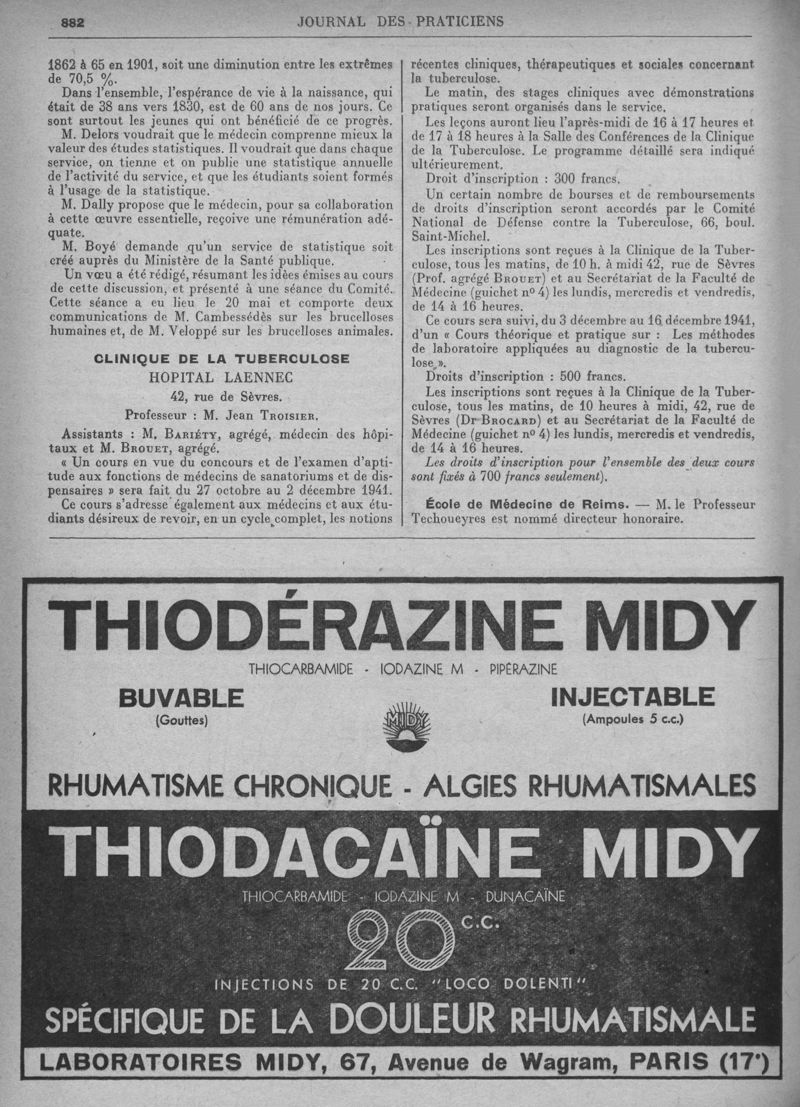 882
JOURNAL DES PRATICIENS
1862 à 65 en 1901, soit une diminution entre les extrêmes
de 70,5 %.
Dans l'ensemble, l'espérance de vie à la naissance, qui
était de 38 ans vers 1830, est de 60 ans de nos jours. Ce
sont surtout les jeunes qui ont bénéficié de ce progrès.
M. Delors voudrait que le médecin comprenne mieux la
valeur des études statistiques. Il voudrait que dans chaque
service, on tienne et on publie une statistique annuelle
de l'activité du service, et que les étudiants soient formés
à l'usage de la statistique.
M. Dally propose que le médecin, pour sa collaboration
à cette œuvre essentielle, reçoive une rémunération adé-
quate.
M. Boyé demande qu'un service de statistique soit
créé auprès du Ministère de la Santé publique.
Un vœu a été rédigé, résumant les idées émises au cours
de cette discussion, et présenté à une séance du Comité.
Cette séance a eu lieu le 20 mai et comporte deux
communications de M. Cambessédès sur les brucelloses
humaines et, de M. Veloppé sur les brucelloses animales.
CLINIQUE DE LA TUBERCULOSE
HOPITAL LAENNEC
42, rue de Sèvres.
Professeur : M. Jean TROISIER.
Assistants : M. BARIÉTY, agrégé, médecin des hôpi-
taux et M. BROUET, agrégé.
« Un cours en vue du concours et de l'examen d'apti-
tude aux fonctions de médecins de sanatoriums et de dis-
pensaires » sera fait du 27 octobre au 2 décembre 1941.
Ce cours s'adresse également aux médecins et aux étu-
diants désireux de revoir, en un cycle complet, les notions
récentes cliniques, thérapeutiques et sociales concernant
la tuberculose.
Le matin, des stages cliniques avec démonstrations
pratiques seront organisés dans le service.
Les leçons auront lieu l'après-midi de 16 à 17 heures et
de 17 à 18 heures à la Salle des Conférences de la Clinique
de la Tuberculose. Le programme détaillé sera indiqué
ultérieurement.
Droit d'inscription : 300 francs.
Un certain nombre de bourses et de remboursements
de droits d'inscription seront accordés par le Comité
National de Défense contre la Tuberculose, 66, boul.
Saint-Michel.
Les inscriptions sont reçues à la Clinique de la Tuber-
culose, tous les matins, de 10 h. à midi 42, rue de Sèvres
(Prof. agrégé BROUET) et au Secrétariat de la Faculté de
Médecine (guichet nº 4) les lundis, mercredis et vendredis,
de 14 à 16 heures.
Ce cours sera suivi, du 3 décembre au 16 décembre 1941,
d'un « Cours théorique et pratique sur : Les méthodes
de laboratoire appliquées au diagnostic de la tubercu-
lose ».
Droits d'inscription : 500 francs.
Les inscriptions sont reçues à la Clinique de la Tuber-
culose, tous les matins, de 10 heures à midi, 42, rue de
Sèvres (Dr BROCARD) et au Secrétariat de la Faculté de
Médecine (guichet nº 4) les lundis, mercredis et vendredis,
de 14 à 16 heures.
Les droits d'inscription pour l'ensemble des deux cours
sont fixés à 700 francs seulement).
École de Médecine de Reims. — M. le Professeur
Techoueyres est nommé directeur honoraire.
THIODÉRAZINE MIDY
THIOCARBAMIDE - IODAZINE M - PIPÉRAZINE
BUVABLE
(Gouttes)
MIDY
INJECTABLE
(Ampoules 5 c.c.)
RHUMATISME CHRONIQUE - ALGIES RHUMATISMALES
THIODACAÏNE MIDY
THIOCARBAMIDE - IODAZINE M - DUNACAÏNE
20 C.C.
INJECTIONS DE 20 C.C. "LOCO DOLENTI"
SPÉCIFIQUE DE LA DOULEUR RHUMATISMALE
LABORATOIRES MIDY, 67, Avenue de Wagram, PARIS (17ᵉ)